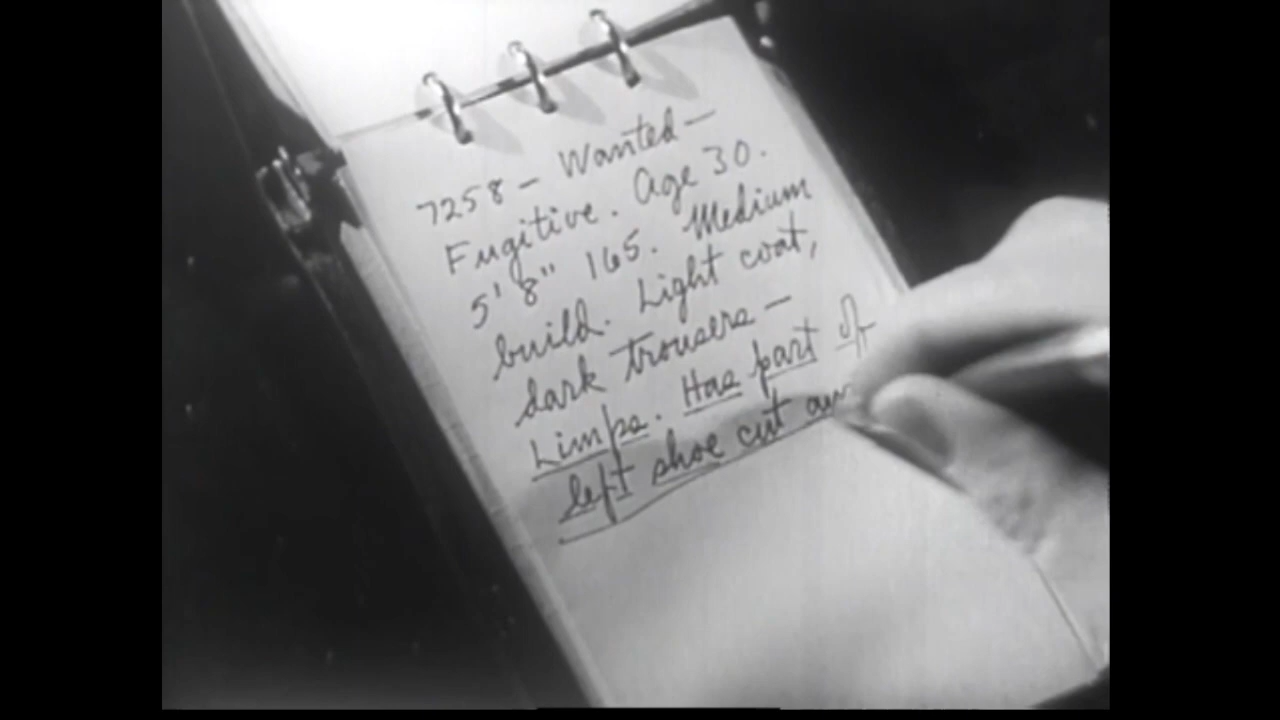 7258 – Wanted –
Fugitive. Age 30.
5' 8" 165. Medium
build. Light coat,
dark trousers –
Limps. Has part of
left shoe cut